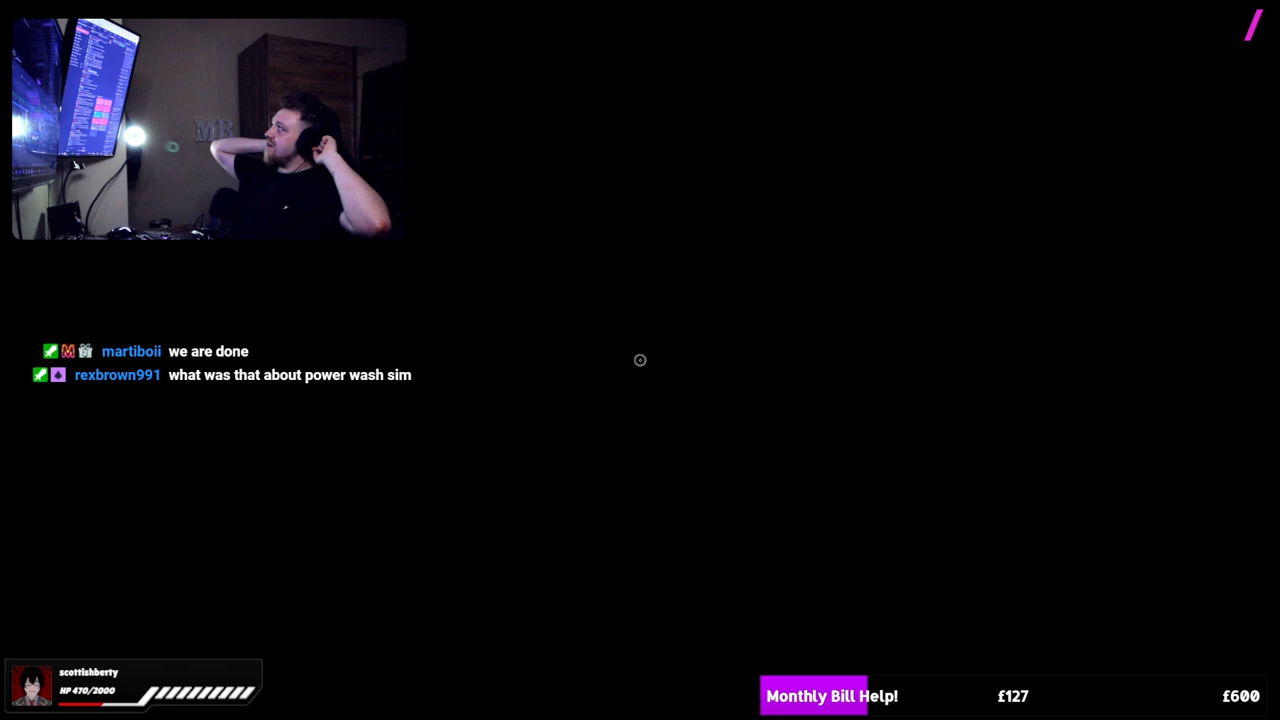 MR
martiboii we are done
rexbrown991 what was that about power wash sim
scottishberty
HP 470/2000
Monthly Bill Help! £127 £600